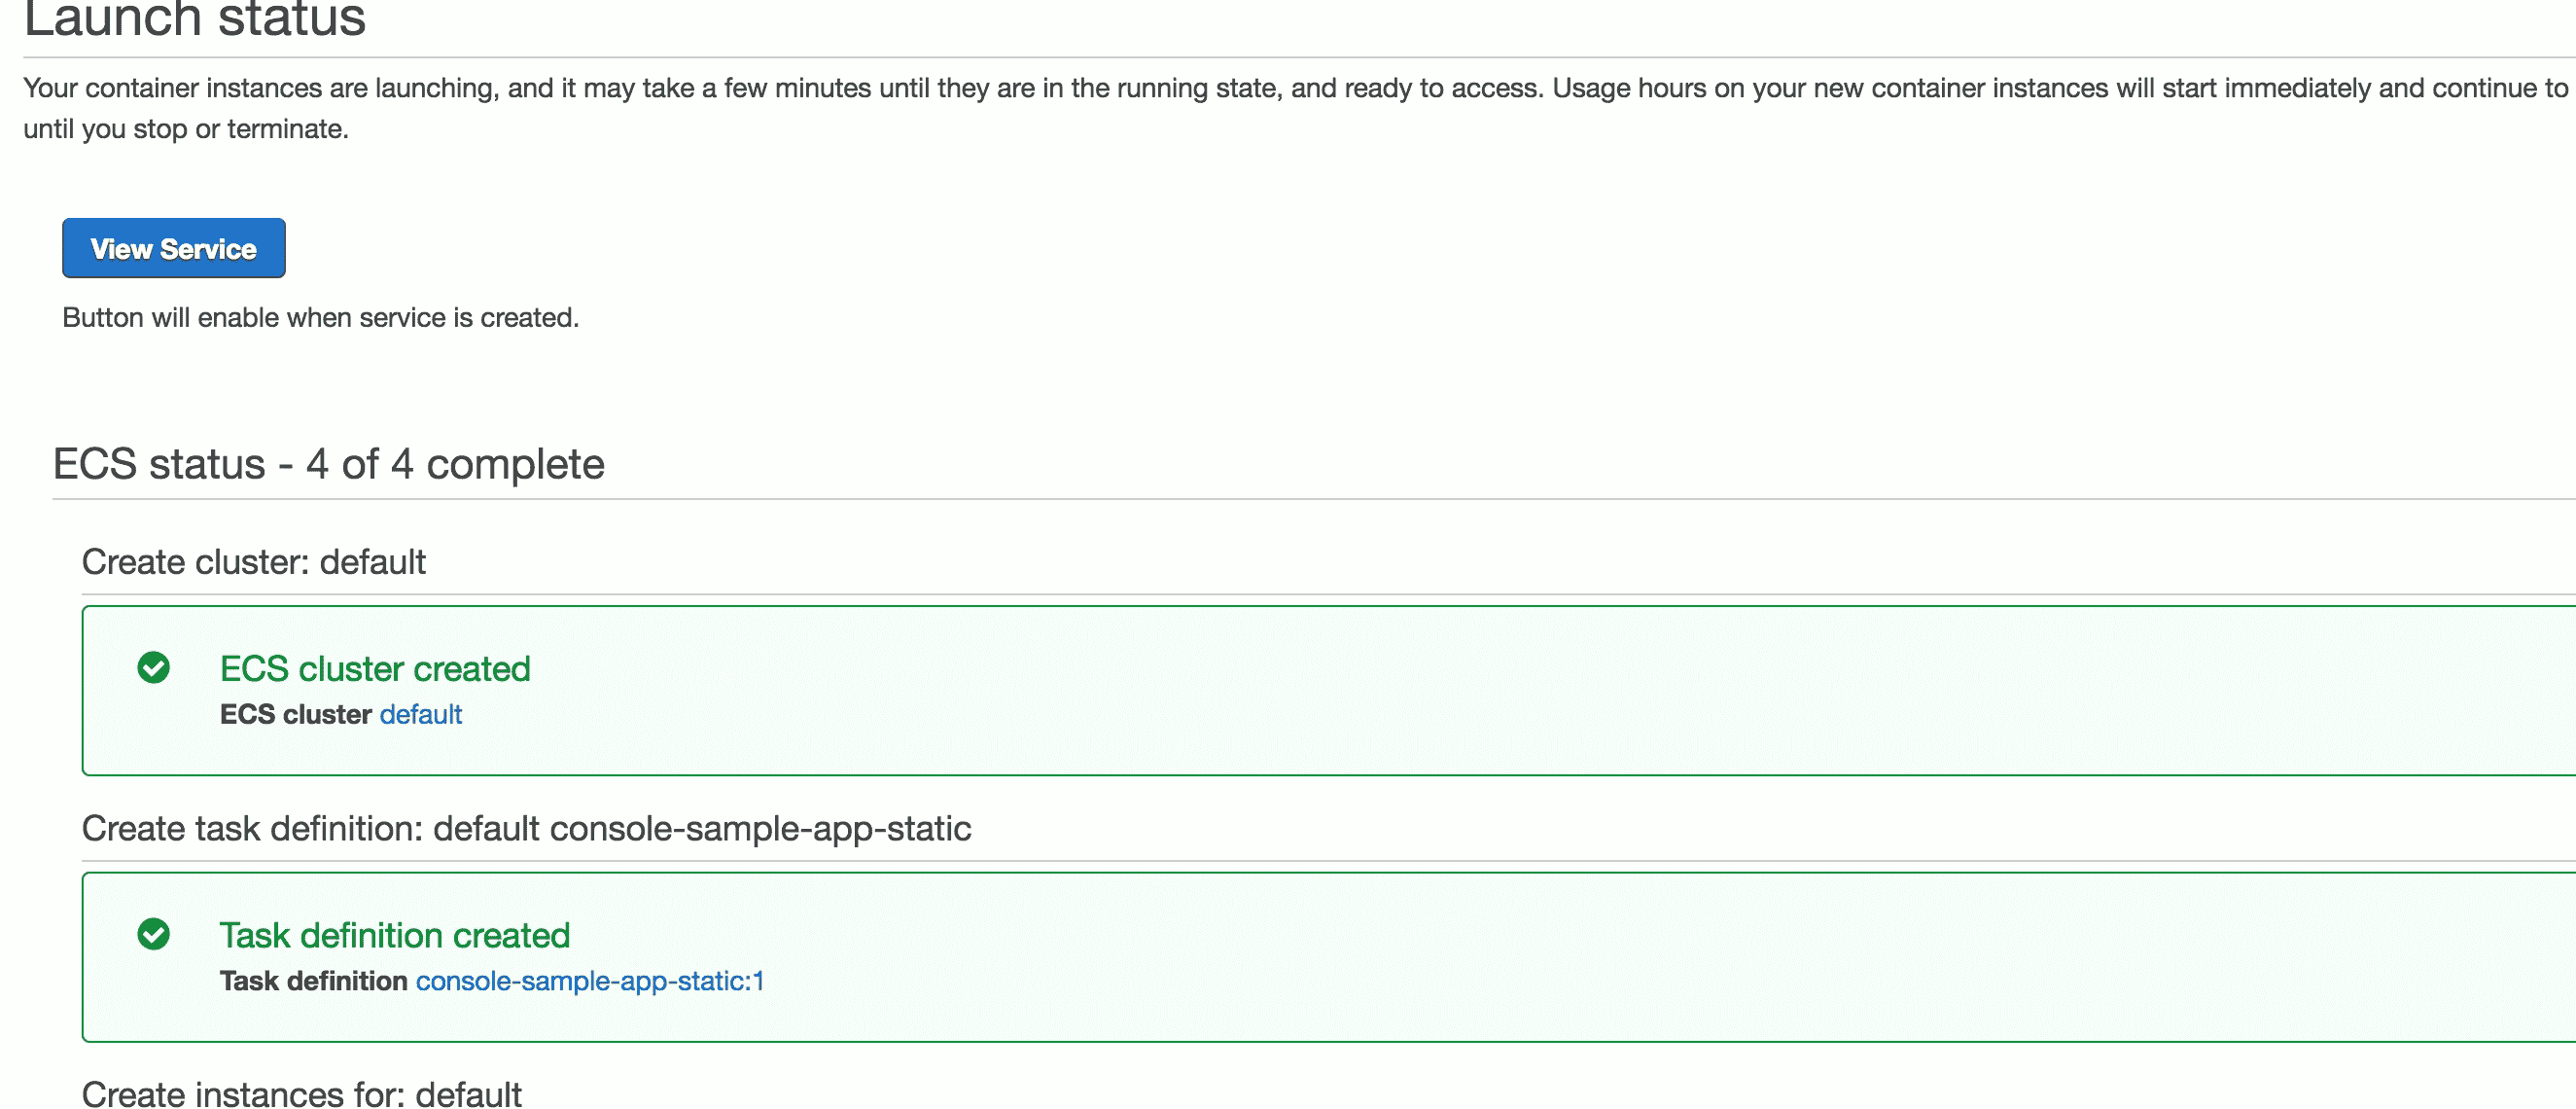 Launch status
Your container instances are launching, and it may take a few minutes until they are in the running state, and ready to access. Usage hours on your new container instances will start immediately and continue to
until you stop or terminate.
View Service
Button will enable when service is created.
ECS status - 4 of 4 complete
Create cluster: default
ECS cluster created
ECS cluster default
Create task definition: default console-sample-app-static
Task definition created
Task definition console-sample-app-static:1
Create instances for: default